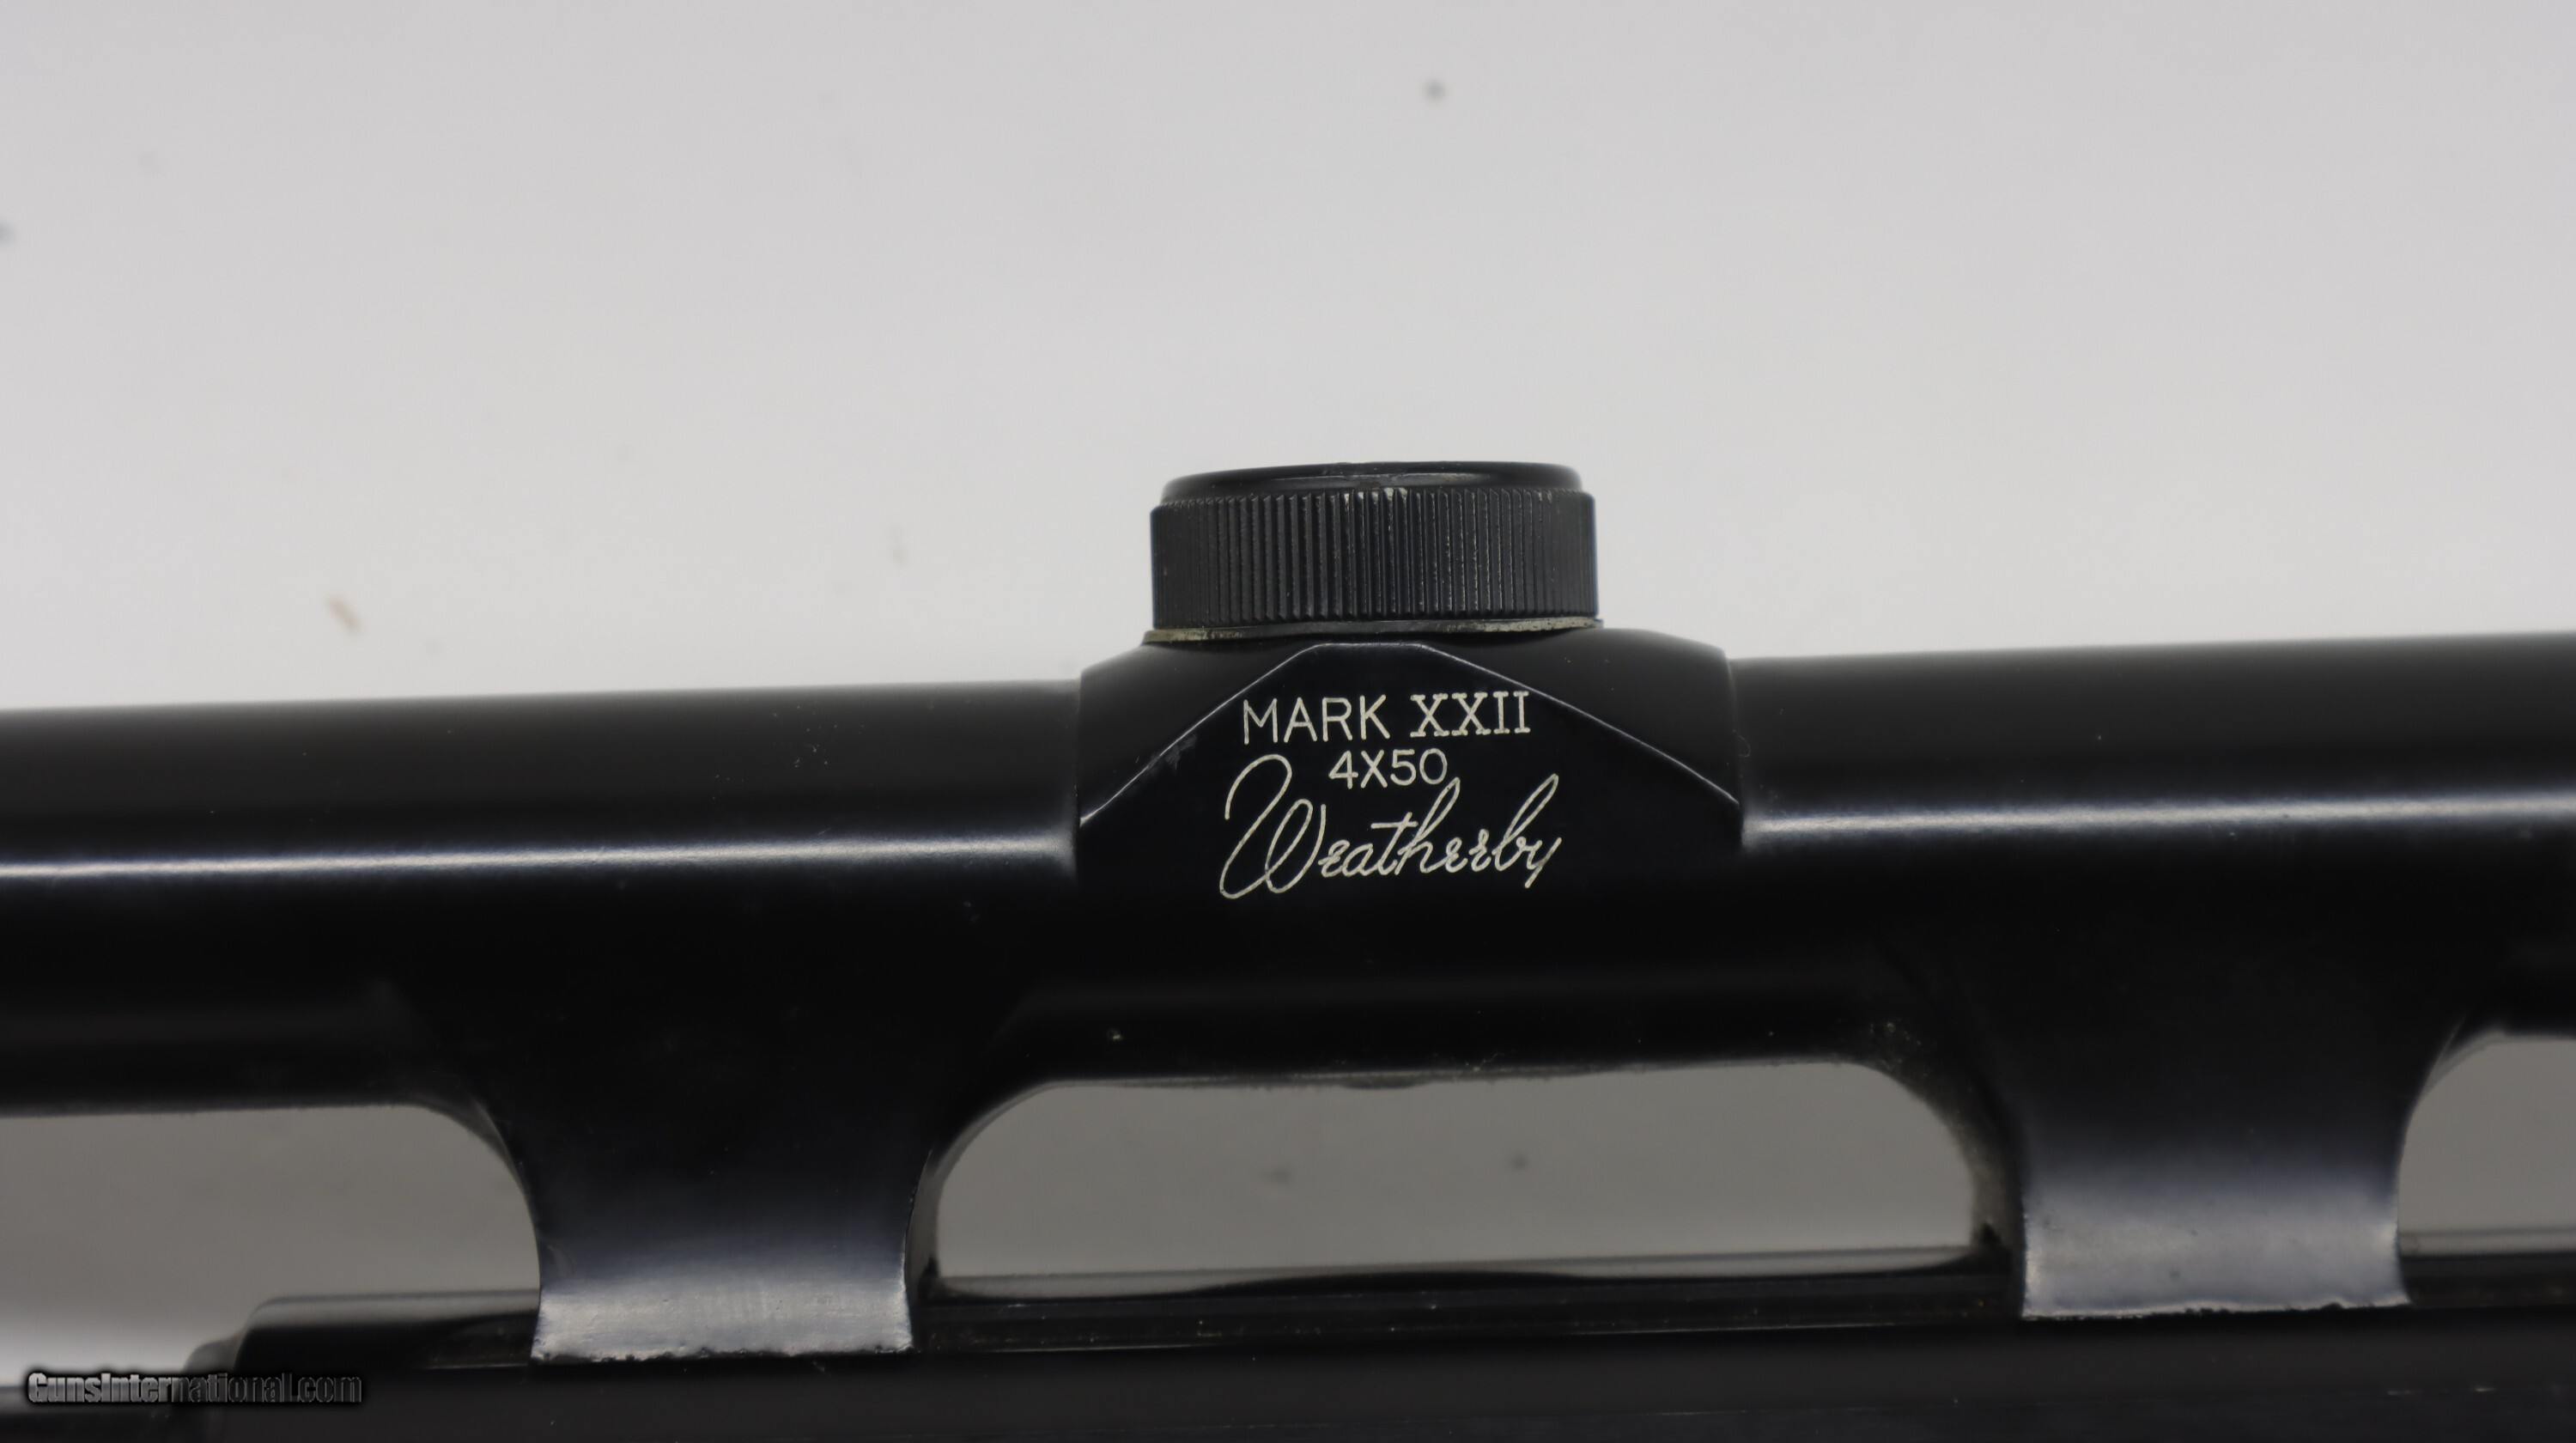 MARK XXII
4X50
Weatherby
GunsInternational.com